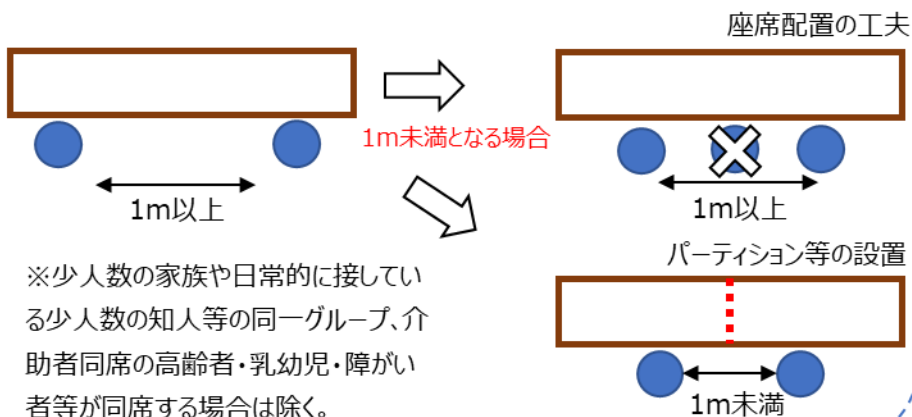 座席配置の工夫
1m未満となる場合
1m以上
1m以上
パーティション等の設置
1m未満
※少人数の家族や日常的に接してい
る少人数の知人等の同一グループ、介
助者同席の高齢者・乳幼児・障がい
者等が同席する場合は除く。